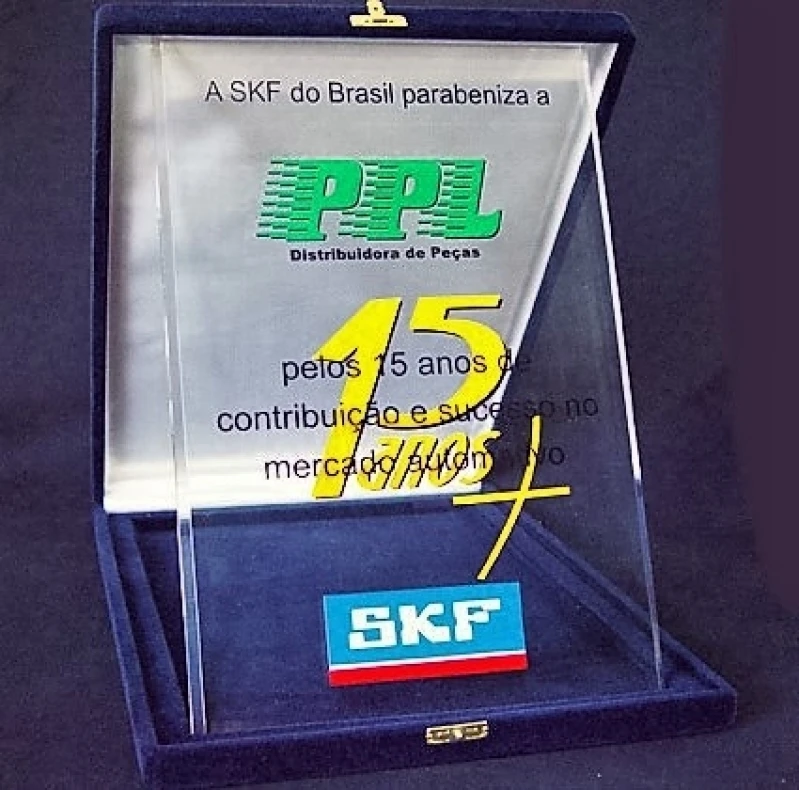 A SKF do Brasil parabeniza a
PPL
Distribuidora de Peças
15
pelos 15 anos de
contribuição e sucesso no
anos
mercado automotivo
SKF